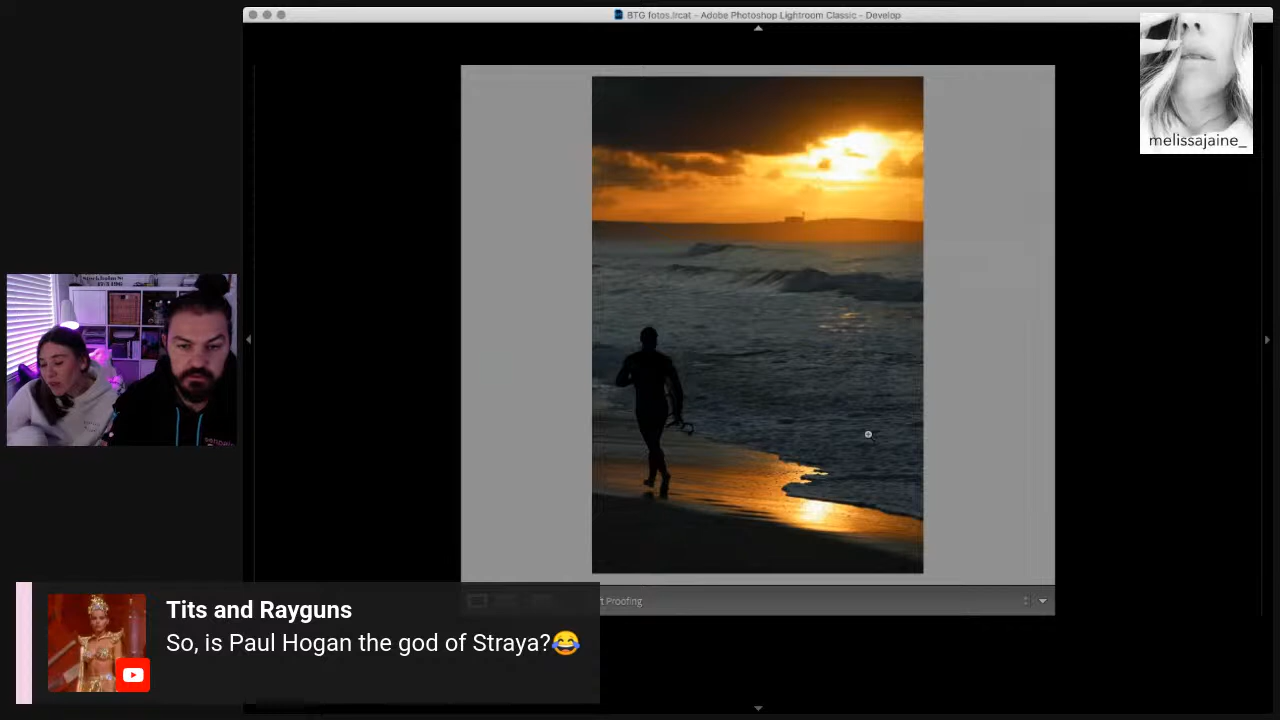 BTG fotos.lrcat - Adobe Photoshop Lightroom Classic - Develop
melissajaine_
t Proofing
Tits and Rayguns
So, is Paul Hogan the god of Straya?😂